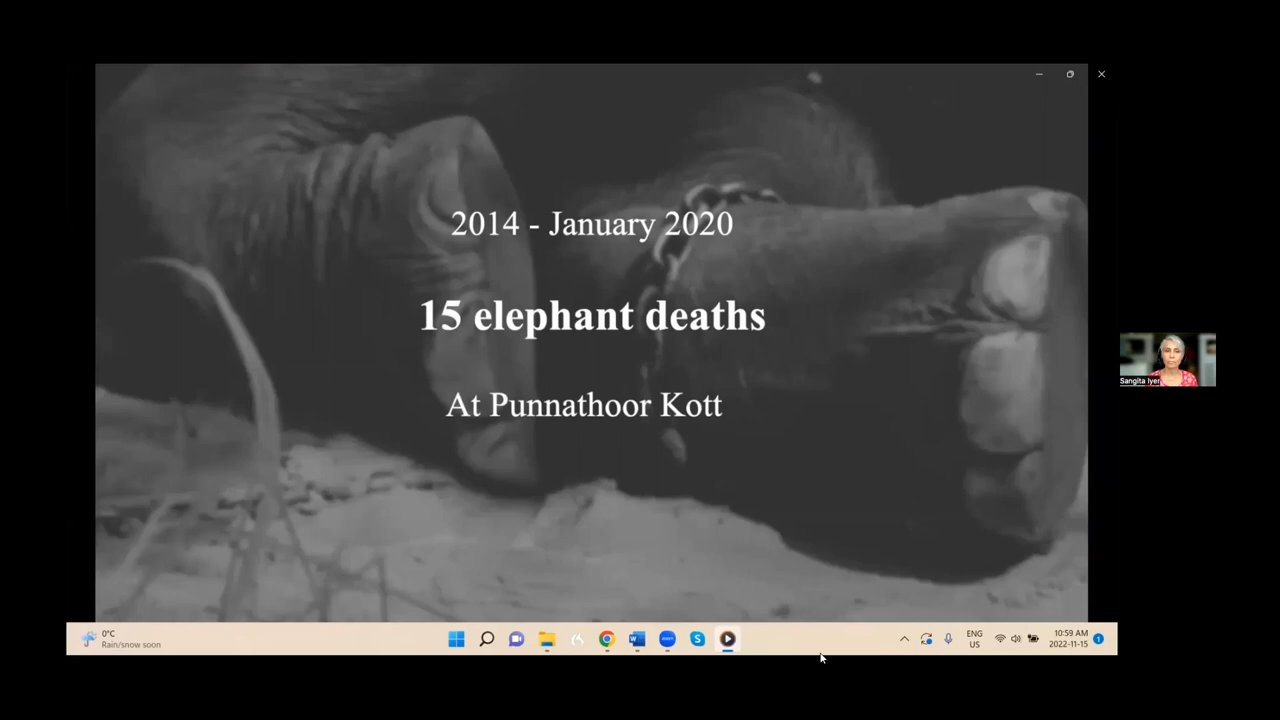 2014 - January 2020
15 elephant deaths
At Punnathoor Kott
Sangita Iyer
0°C
Rain/snow soon
ENG
US
10:59 AM
2022-11-15
1